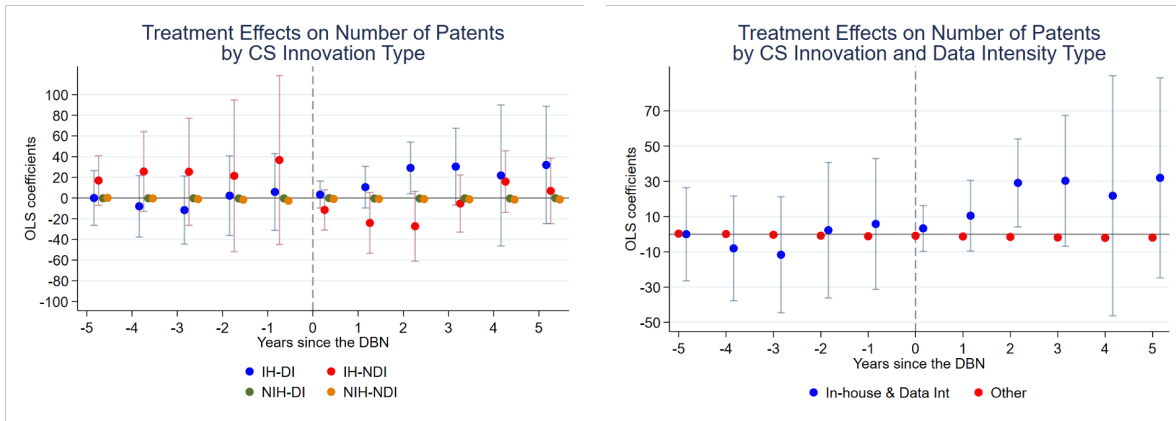 Treatment Effects on Number of Patents
by CS Innovation Type
OLS coefficients
100
80
60
40
20
0
-20
-40
-60
-80
-100
-5 -4 -3 -2 -1 0 1 2 3 4 5
Years since the DBN
IH-DI IH-NDI
NIH-DI NIH-NDI
Treatment Effects on Number of Patents
by CS Innovation and Data Intensity Type
OLS coefficients
70
50
30
10
-10
-30
-50
-5 -4 -3 -2 -1 0 1 2 3 4 5
Years since the DBN
In-house & Data Int Other